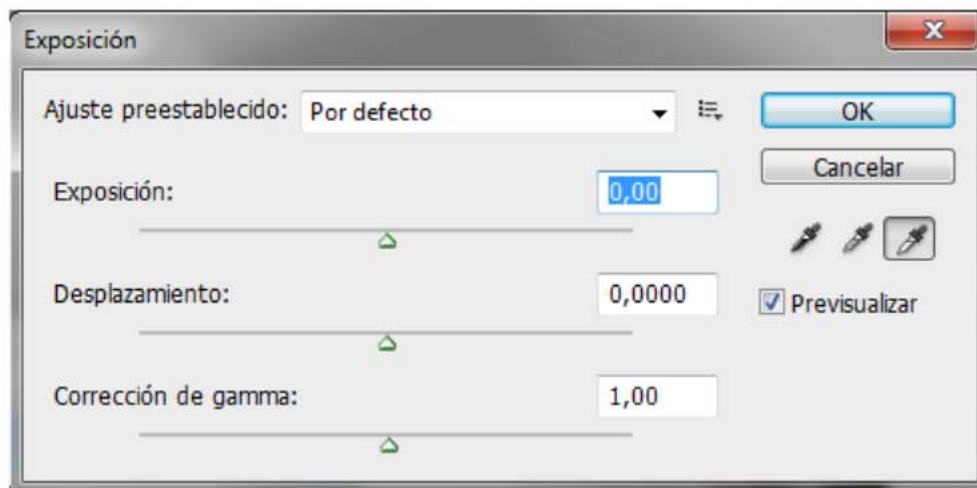 Exposición
Ajuste preestablecido: Por defecto
OK
Cancelar
Exposición: 0,00
Desplazamiento: 0,0000
Previsualizar
Corrección de gamma: 1,00